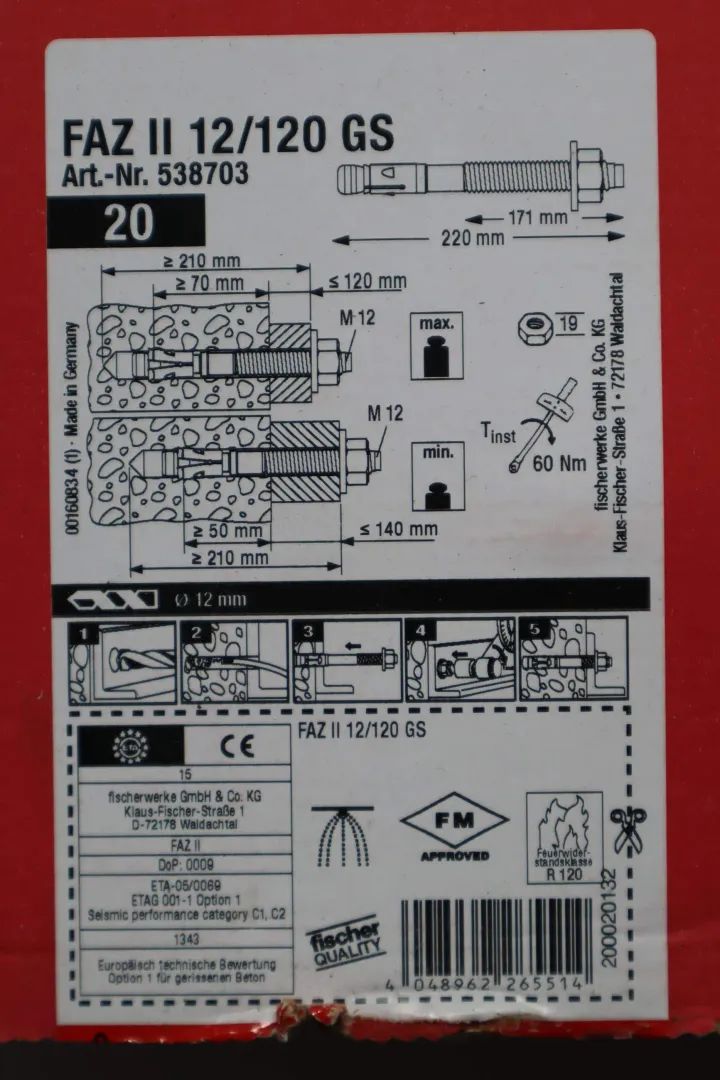 FAZ II 12/120 GS
Art.-Nr. 538703
20
171 mm
220 mm
≥ 210 mm
≥ 70 mm
≤ 120 mm
M 12
max.
19
M 12
min.
Tinst
60 Nm
≥ 50 mm
≤ 140 mm
≥ 210 mm
00160834 (I) · Made in Germany
fischerwerke GmbH & Co. KG
Klaus-Fischer-Straße 1 • 72178 Waldachtal
Ø 12 mm
1
2
3
4
5
FAZ II 12/120 GS
ETA
CE
15
fischerwerke GmbH & Co. KG
Klaus-Fischer-Straße 1
D-72178 Waldachtal
FAZ II
DoP: 0009
ETA-05/0069
ETAG 001-1 Option 1
Seismic performance category C1, C2
1343
Europäisch technische Bewertung
Option 1 für gerissenen Beton
FM
APPROVED
Feuerwider-
standsklasse
R 120
fischer
QUALITY
4 048962 265514
200020132